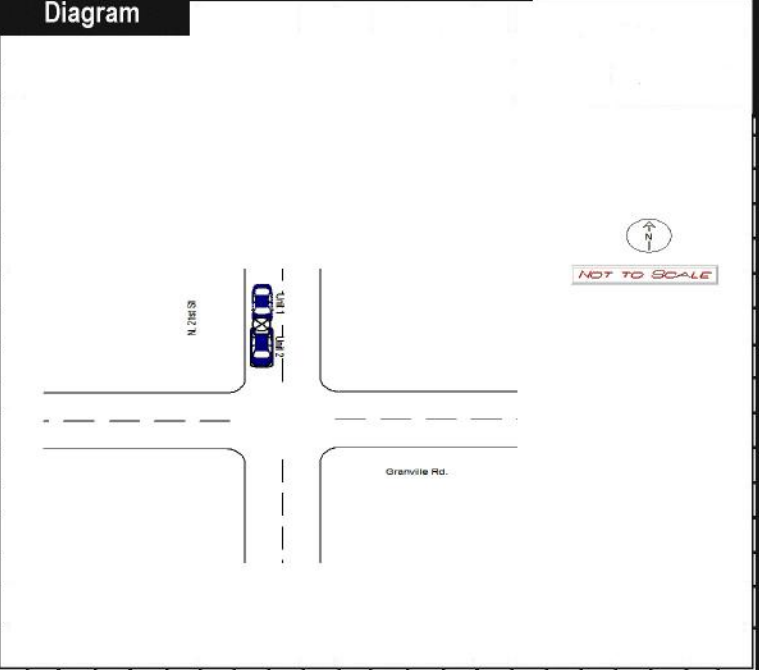 Diagram
N
NOT TO SCALE
N. 21st St
Unit 1
Unit 2
Granville Rd.